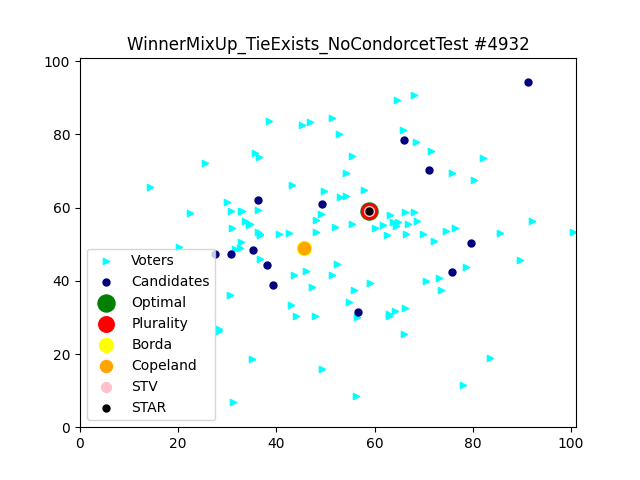 WinnerMixUp_TieExists_NoCondorcetTest #4932
100
80
60
40
20
0
Voters
Candidates
Optimal
Plurality
Borda
Copeland
STV
STAR
0 20 40 60 80 100